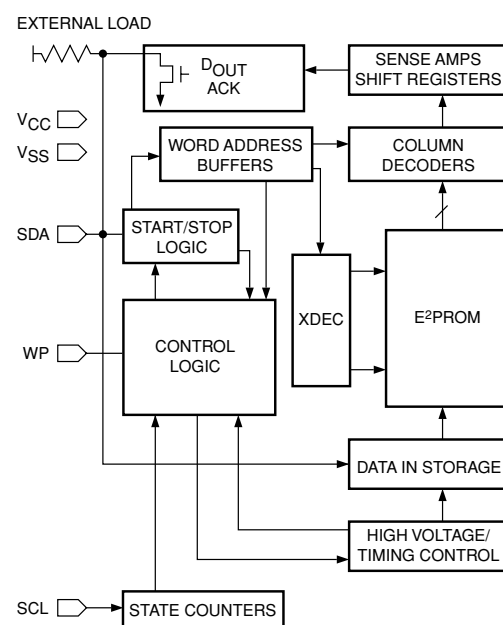 EXTERNAL LOAD
DOUT
ACK
SENSE AMPS
SHIFT REGISTERS
VCC
VSS
WORD ADDRESS
BUFFERS
COLUMN
DECODERS
SDA
START/STOP
LOGIC
XDEC
E²PROM
WP
CONTROL
LOGIC
DATA IN STORAGE
HIGH VOLTAGE/
TIMING CONTROL
SCL
STATE COUNTERS